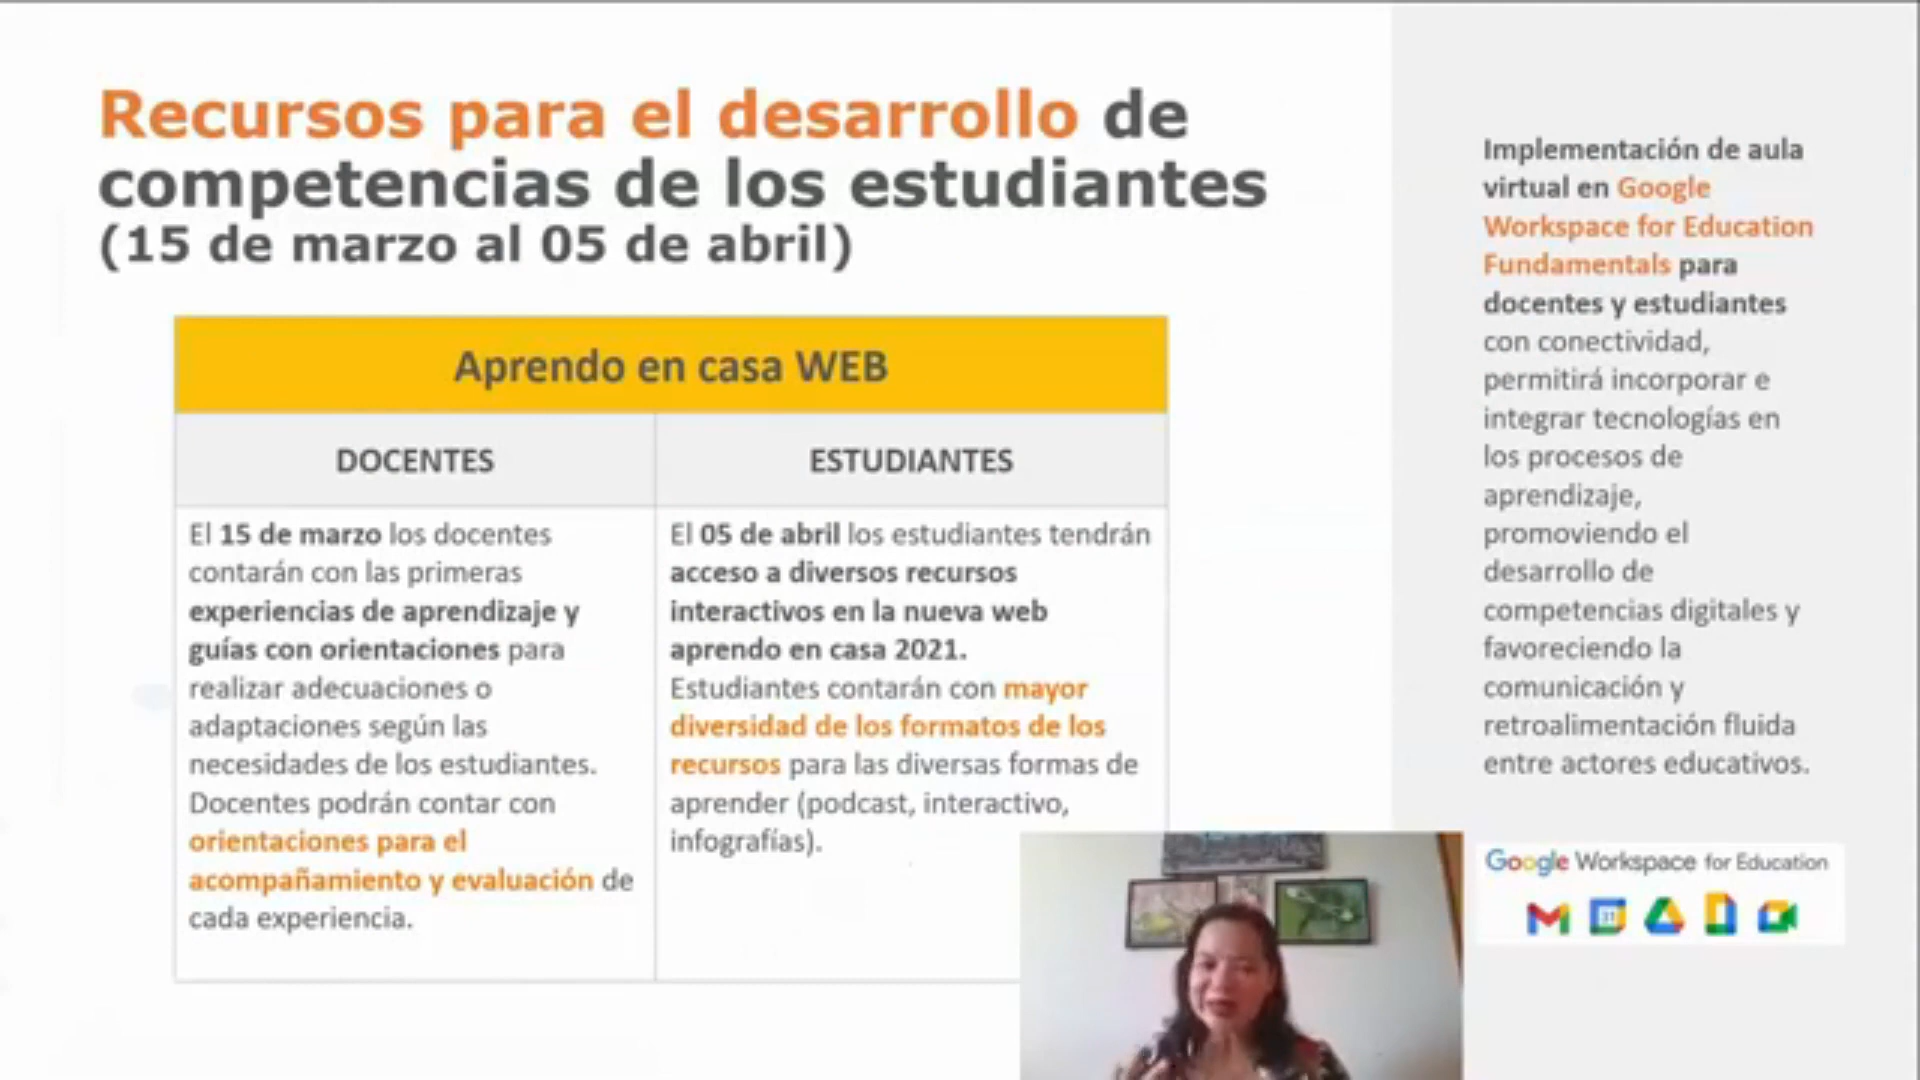 Recursos para el desarrollo de
competencias de los estudiantes
(15 de marzo al 05 de abril)
Aprendo en casa WEB
DOCENTES
El 15 de marzo los docentes
contarán con las primeras
experiencias de aprendizaje y
guías con orientaciones para
realizar adecuaciones o
adaptaciones según las
necesidades de los estudiantes.
Docentes podrán contar con
orientaciones para el
acompañamiento y evaluación de
cada experiencia.
ESTUDIANTES
El 05 de abril los estudiantes tendrán
acceso a diversos recursos
interactivos en la nueva web
aprendo en casa 2021.
Estudiantes contarán con mayor
diversidad de los formatos de los
recursos para las diversas formas de
aprender (podcast, interactivo,
infografías).
Implementación de aula
virtual en Google
Workspace for Education
Fundamentals para
docentes y estudiantes
con conectividad,
permitirá incorporar e
integrar tecnologías en
los procesos de
aprendizaje,
promoviendo el
desarrollo de
competencias digitales y
favoreciendo la
comunicación y
retroalimentación fluida
entre actores educativos.
Google Workspace for Education
31